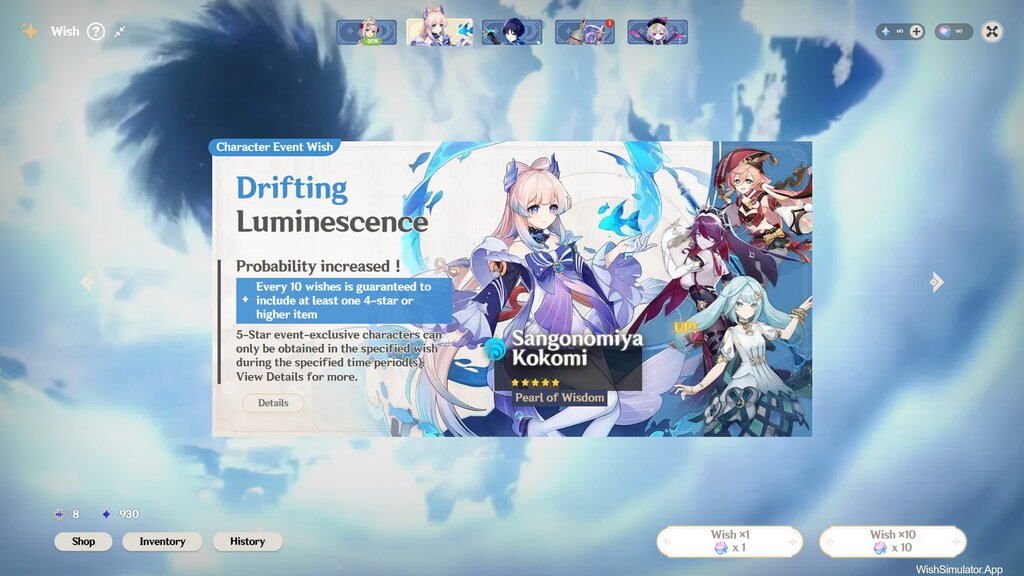 Wish ?
-20%
∞
∞
Character Event Wish
Drifting
Luminescence
Probability increased !
Every 10 wishes is guaranteed to
include at least one 4-star or
higher item
5-Star event-exclusive characters can
only be obtained in the specified wish
during the specified time period(s).
View Details for more.
Details
UP!
Sangonomiya
Kokomi
Pearl of Wisdom
8
930
Shop
Inventory
History
Wish ×1
x 1
Wish ×10
x 10
WishSimulator.App